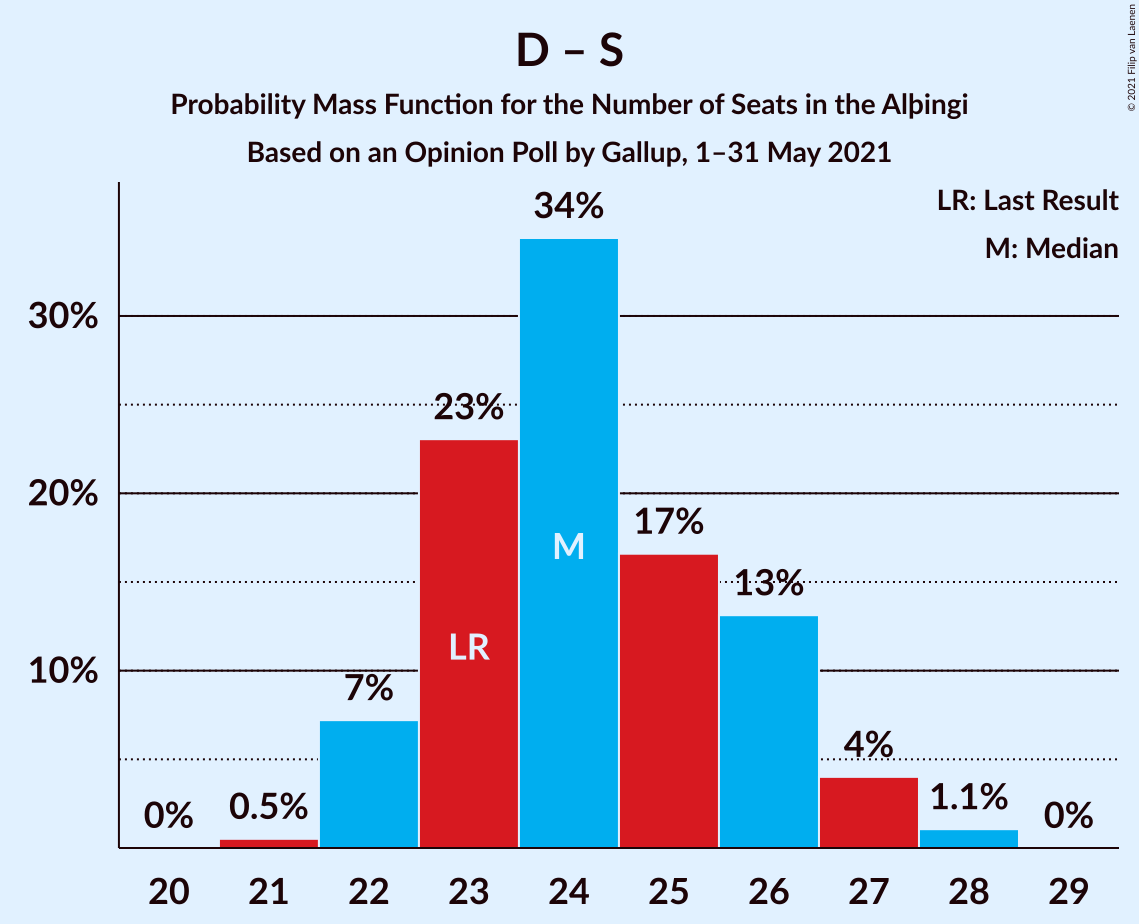 D – S
Probability Mass Function for the Number of Seats in the Alþingi
Based on an Opinion Poll by Gallup, 1–31 May 2021
© 2021 Filip van Laenen
LR: Last Result
M: Median
34%
30%
23%
20%
17%
M
13%
LR
10%
7%
4%
0%
0.5%
1.1%
0%
20 21 22 23 24 25 26 27 28 29